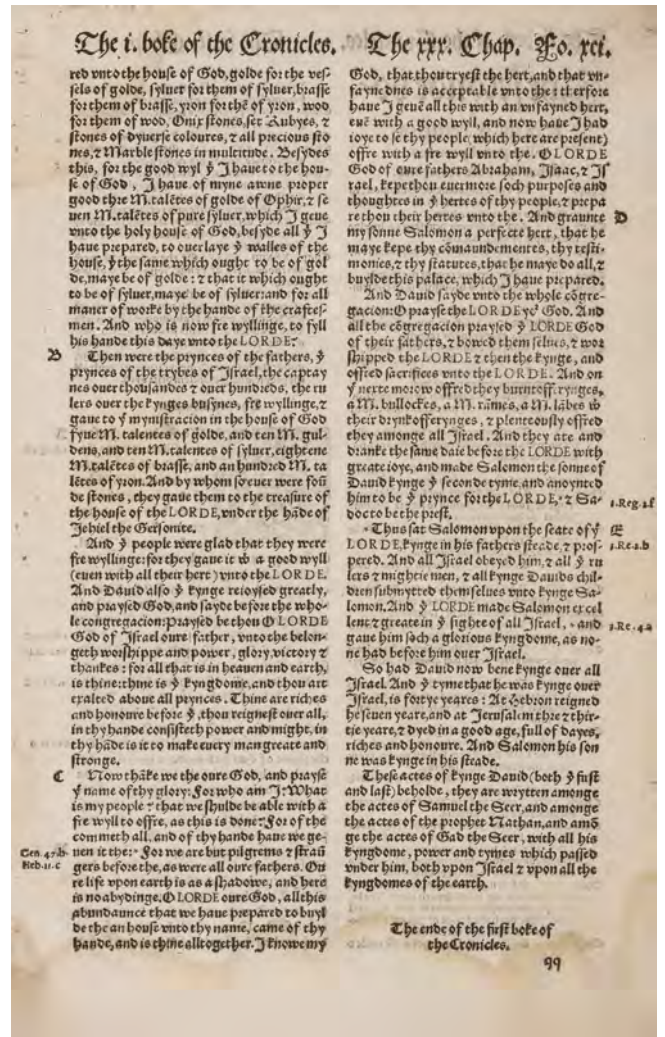 The i. boke of the Cronicles. The xxx. Chap. Fo. xci.
red vnto the house of God, golde for the ves⸗
sels of golde, syluer for them of syluer, brasse
for them of brasse, yron for thē of yron, wod
for them of wod, Onix stones, set Rubyes, ⁊
stones of dyuerse coloures, ⁊ all precious sto
nes, ⁊ Marble stones in multitude. Besydes
this, for the good wyl yͤ I haue to the hou⸗
se of God, I haue of myne awne proper
good thre M. talētes of golde of Ophir, ⁊ se
uen M. talētes of pure syluer, which I geue
vnto the holy house of God, besyde all yͭ I
haue prepared, to ouerlaye yͤ walles of the
house, yͭ the same which ought to be of gol
de, maye be of golde: ⁊ that it which ought
to be of syluer, maye be of syluer: and for all
maner of worke by the hande of the craftes⸗
men. And who is now fre wyllinge, to fyll
his hande this daye vnto the LORDE?
B
Then were the prynces of the fathers, yͤ
prynces of the trybes of Israel, the captay
nes ouer thousandes ⁊ ouer hundreds, the ru
lers ouer the kynges busynes, fre wyllinge, ⁊
gaue to yͤ mynistracion in the house of God
fyue M. talentes of golde, and ten M. gul⸗
dens, and ten M. talentes of syluer, eightene
M. talētes of brasse, and an hundred M. ta
lētes of yron. And by whom soeuer were foū
de stones, they gaue them to the treasure of
the house of the LORDE, vnder the hāde of
Jehiel the Gersonite.
And yͤ people were glad that they were
fre wyllinge: for they gaue it wͭ a good wyll
(euen with all their hert) vnto the LORDE.
And Dauid also yͤ kynge reioysed greatly,
and praysed God, and sayde before the who⸗
le congregacion: praysed be thou O LORDE
God of Israel oure father, vnto the belon⸗
geth worshippe and power, glory, victory ⁊
thankes: for all that is in heauen and earth,
is thine: thine is yͤ kyngdome, and thou art
exalted aboue all prynces. Thine are riches
and honoure before yͤ, thou reignest ouer all,
in thy hande consisteth power and might, in
thy hāde is it to make euery man greate and
stronge.
C
Now thāke we the oure God, and prayse
yͤ name of thy glory: For who am I? What
is my people? that we shulde be able with a
fre wyll to offre, as this is done? For of the
commeth all, and of thy hande haue we ge⸗
Gen. 47. b
uen it the: * For we are but pilgrems ⁊ straū
Heb. 11. c
gers before the, as were all oure fathers. Ou
re life vpon earth is as a shadowe, and here
is no abydinge. O LORDE oure God, all this
abundaunce that we haue prepared to buyl
de the an house vnto thy name, came of thy
hande, and is thine alltogether. I knowe my
God, that thou tryest the hert, and that vn⸗
fayne dnes is acceptable vnto the: therfore
haue I geuē all this with an vnfayned hert,
euē with a good wyll, and now haue I had
ioye to se thy people (which here are present)
offre with a fre wyll vnto the. O LORDE
God of oure fathers Abraham, Isaac, ⁊ Is
rael, kepe thou euermore soch purposes and
thoughtes in yͤ hertes of thy people, ⁊ prepa
re thou their hertes vnto the. And graunte
D
my sonne Salomon a perfecte hert, that he
maye kepe thy cōmaundementes, thy testi⸗
monies, ⁊ thy statutes, that he maye do all, ⁊
buylde this palace, which I haue prepared.
And Dauid sayde vnto the whole cōgre⸗
gacion: O prayse the LORDE yoͬ God. And
all the cōgregacion praysed yͤ LORDE God
of their fathers, ⁊ bowed them selues, ⁊ wor
shipped the LORDE ⁊ then the kynge, and
offred sacrifices vnto the LORDE. And on
yͤ nexte morow offred they burntofferynges,
a M. bullockes, a M. rāmes, a M. lābes wͭ
their drynkofferynges, ⁊ plenteously offred
they amonge all Israel. And they ate and
dranke the same daie before the LORDE with
greate ioye, and made Salomon the sonne of
Dauid kynge yͤ seconde tyme, and anoynted
him to be yͤ prynce for the LORDE, * ⁊ Sa⸗
3. Reg. 2. f
doc to be the prest.
* Thus sat Salomon vpon the seate of yͤ
E
LORDE, kynge in his fathers steade, ⁊ pros⸗
3. Re. 2. b
pered. And all Israel obeyed him, ⁊ all yͤ ru
lers ⁊ mightie men, ⁊ all kynge Dauids chil⸗
dren submytted themselues vnto kynge Sa⸗
lomon. And yͤ LORDE made Salomon excel
lent ⁊ greate in yͤ sighte of all Israel, * and
3. Re. 4. a
gaue him soch a glorious kyngdome, as no⸗
ne had before him ouer Israel.
So had Dauid now bene kynge ouer all
Israel. And yͤ tyme that he was kynge ouer
Israel, is fortye yeares: At Hebron reigned
he seuen yeare, and at Jerusalem thre ⁊ thir⸗
tie yeare, ⁊ dyed in a good age, full of dayes,
riches and honoure. And Salomon his son
ne was kynge in his steade.
These actes of kynge Dauid (both yͤ first
and last) beholde, they are wrytten amonge
the actes of Samuel the Seer, and amonge
the actes of the prophet Nathan, and amō
ge the actes of Gad the Seer, with all his
kyngdome, power and tymes which passed
vnder him, both vpon Israel ⁊ vpon all the
kyngdomes of the earth.
The ende of the first boke of
the Cronicles.
qq